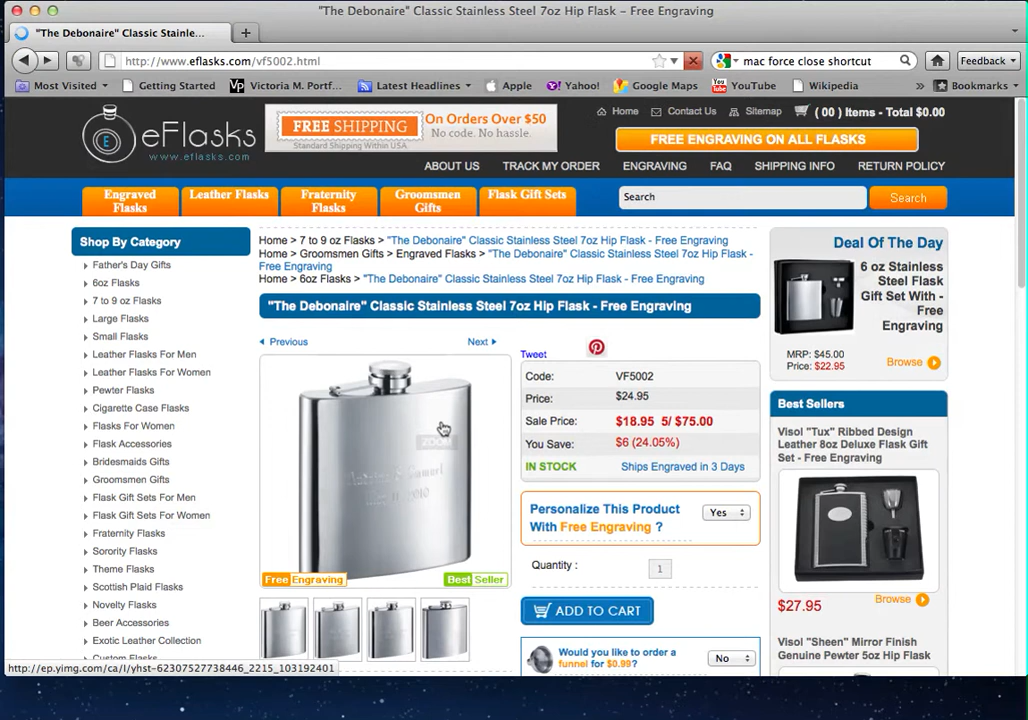 "The Debonaire" Classic Stainless Steel 7oz Hip Flask – Free Engraving
"The Debonaire" Classic Stainle...
http://www.eflasks.com/vf5002.html
mac force close shortcut
Feedback
Most Visited
Getting Started
Vp Victoria M. Portf...
Latest Headlines
Apple
Yahoo!
Google Maps
YouTube
Wikipedia
»
Bookmarks
E
eFlasks
www.eflasks.com
FREE SHIPPING
Standard Shipping Within USA.
On Orders Over $50
No code. No hassle.
Home
Contact Us
Sitemap
( 00 ) Items - Total $0.00
FREE ENGRAVING ON ALL FLASKS
ABOUT US
TRACK MY ORDER
ENGRAVING
FAQ
SHIPPING INFO
RETURN POLICY
Engraved Flasks
Leather Flasks
Fraternity Flasks
Groomsmen Gifts
Flask Gift Sets
Search
Search
Shop By Category
Father's Day Gifts
6oz Flasks
7 to 9 oz Flasks
Large Flasks
Small Flasks
Leather Flasks For Men
Leather Flasks For Women
Pewter Flasks
Cigarette Case Flasks
Flasks For Women
Flask Accessories
Bridesmaids Gifts
Groomsmen Gifts
Flask Gift Sets For Men
Flask Gift Sets For Women
Fraternity Flasks
Sorority Flasks
Theme Flasks
Scottish Plaid Flasks
Novelty Flasks
Beer Accessories
Exotic Leather Collection
Custom Flasks
Home > 7 to 9 oz Flasks > "The Debonaire" Classic Stainless Steel 7oz Hip Flask - Free Engraving
Home > Groomsmen Gifts > Engraved Flasks > "The Debonaire" Classic Stainless Steel 7oz Hip Flask -
Free Engraving
Home > 6oz Flasks > "The Debonaire" Classic Stainless Steel 7oz Hip Flask - Free Engraving
"The Debonaire" Classic Stainless Steel 7oz Hip Flask - Free Engraving
Previous
Next
ZOOM
Free Engraving
Best Seller
Tweet
Code: VF5002
Price: $24.95
Sale Price: $18.95 5/ $75.00
You Save: $6 (24.05%)
IN STOCK Ships Engraved in 3 Days
Personalize This Product
With Free Engraving ?
Yes
Quantity : 1
ADD TO CART
Would you like to order a
funnel for $0.99?
No
Deal Of The Day
6 oz Stainless
Steel Flask
Gift Set With -
Free
Engraving
MRP: $45.00
Price: $22.95
Browse
Best Sellers
Visol "Tux" Ribbed Design
Leather 8oz Deluxe Flask Gift
Set - Free Engraving
$27.95
Browse
Visol "Sheen" Mirror Finish
Genuine Pewter 5oz Hip Flask
http://ep.yimg.com/ca/I/yhst-62307527738446_2215_103192401